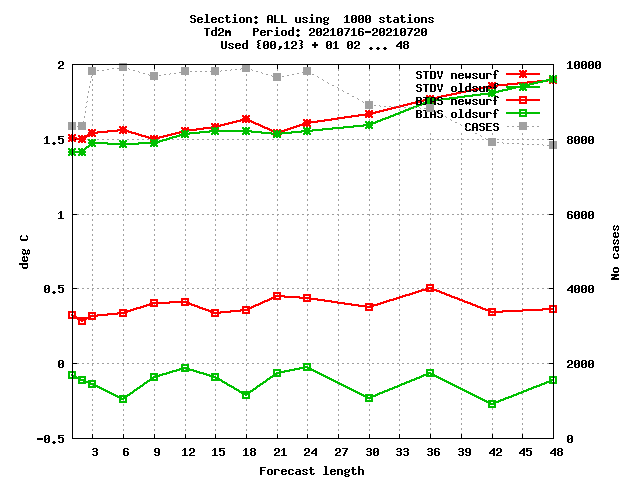 Selection: ALL using  1000 stations
Td2m   Period: 20210716-20210720
Used {00,12} + 01 02 ... 48
2
1.5
1
0.5
0
-0.5
deg C
10000
8000
6000
4000
2000
0
No cases
STDV newsurf
STDV oldsurf
BIAS newsurf
BIAS oldsurf
CASES
3 6 9 12 15 18 21 24 27 30 33 36 39 42 45 48
Forecast length